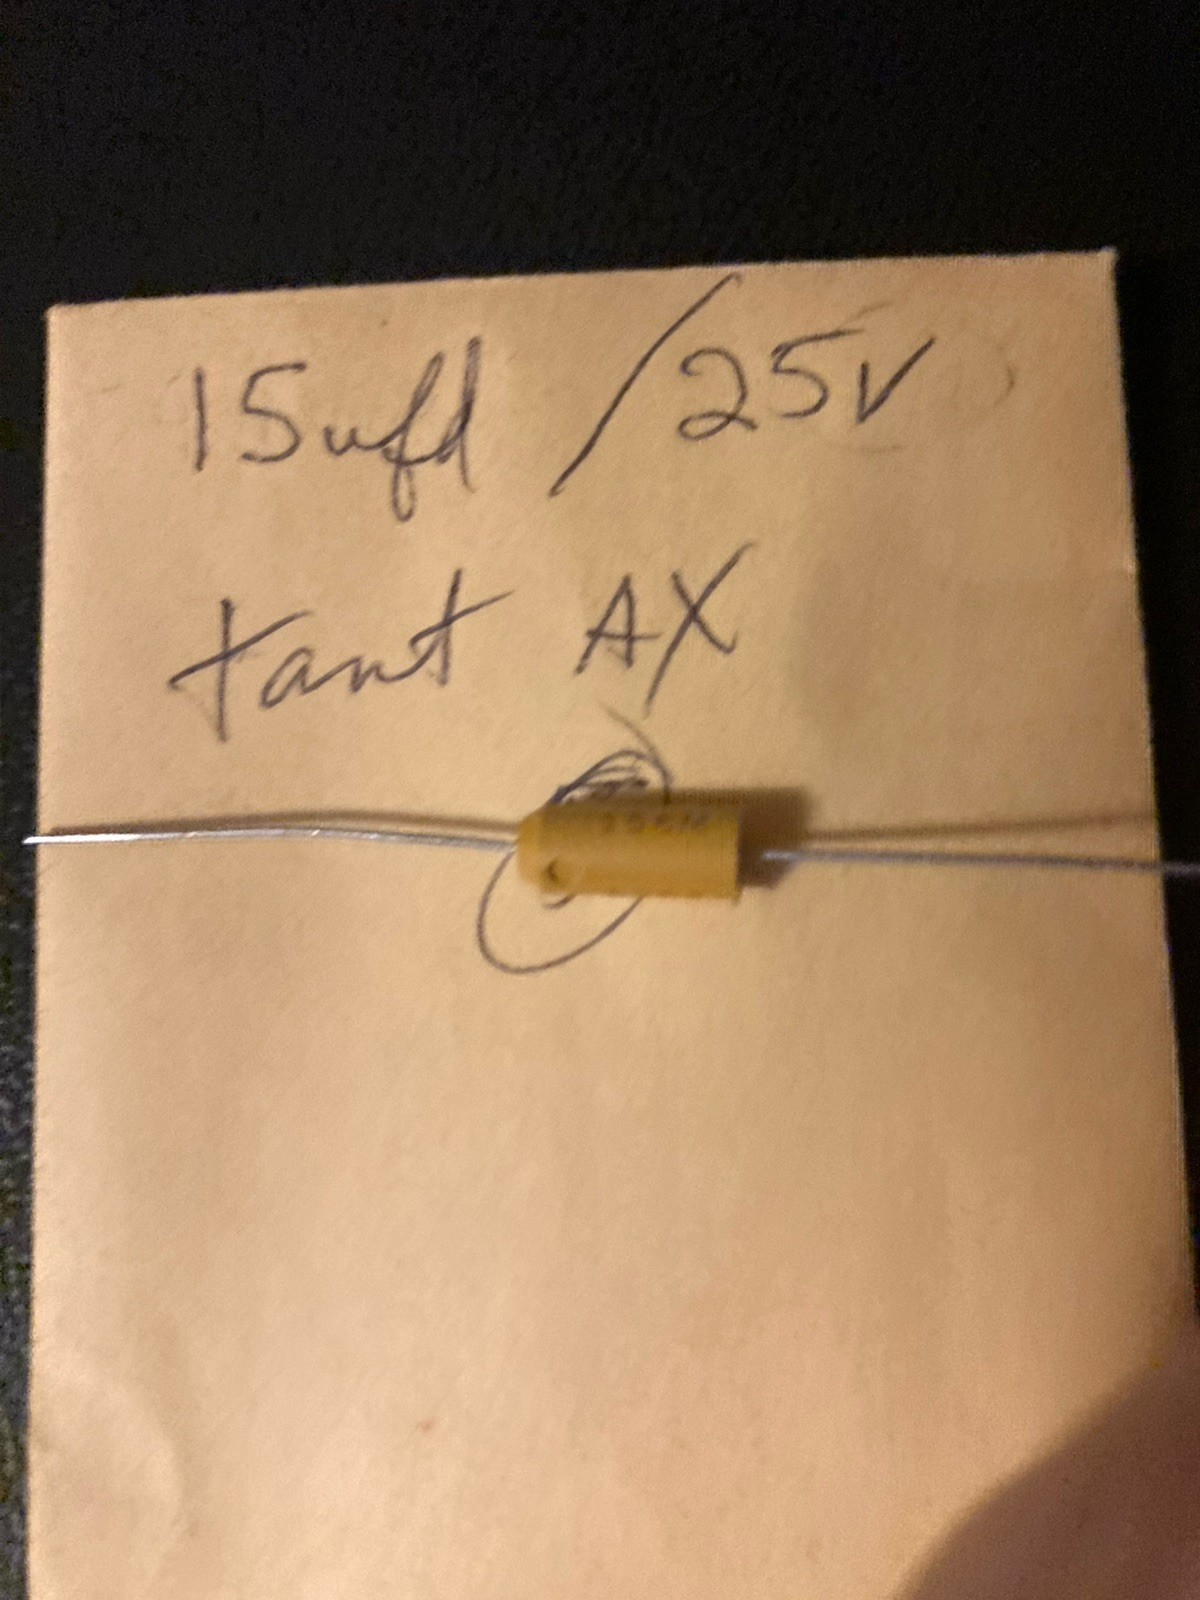 15ufd / 25v
tant AX